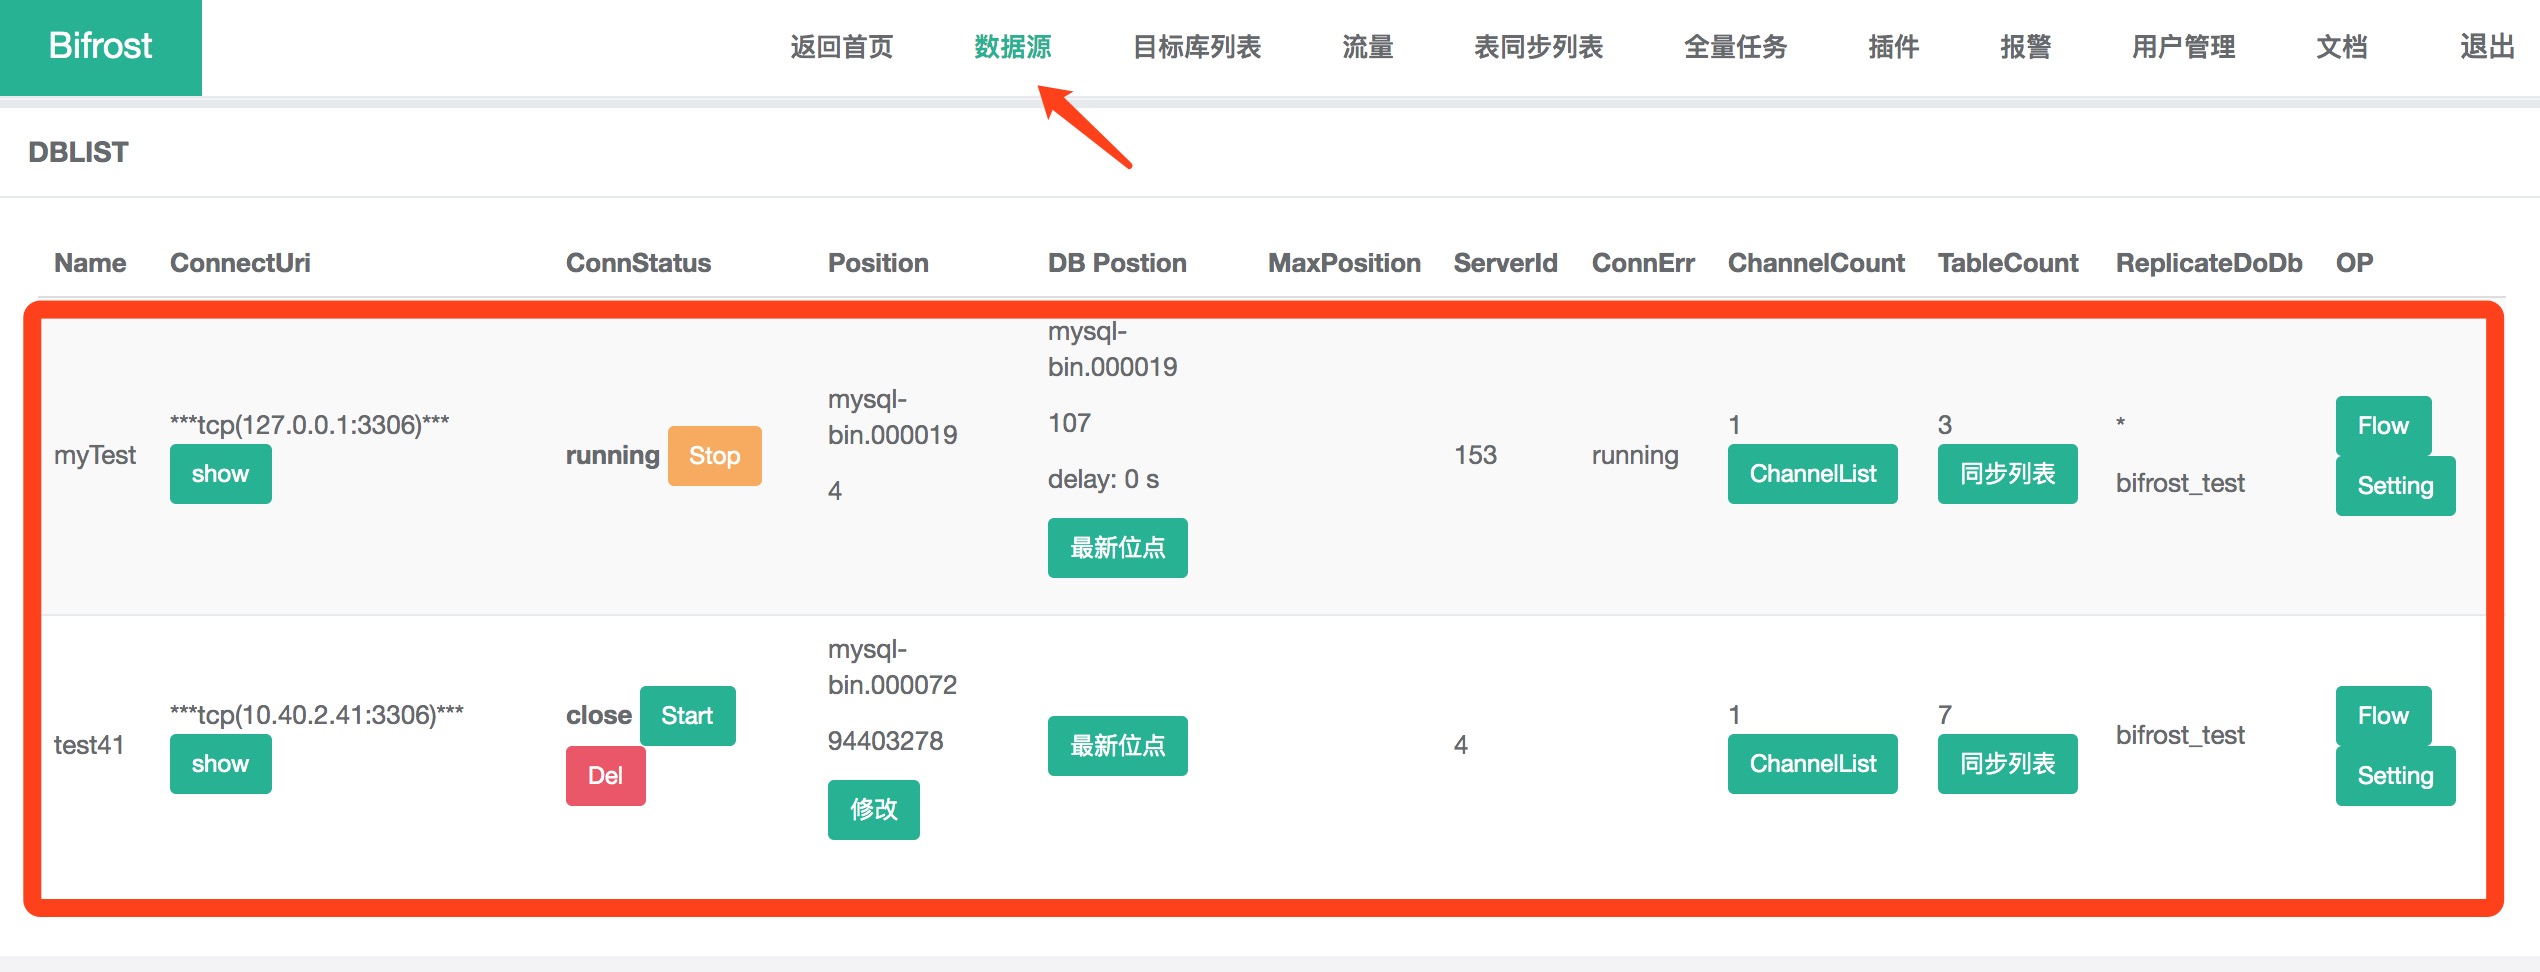 Bifrost
返回首页 数据源 目标库列表 流量 表同步列表 全量任务 插件 报警 用户管理 文档 退出
DBLIST
Name ConnectUri ConnStatus Position DB Postion MaxPosition ServerId ConnErr ChannelCount TableCount ReplicateDoDb OP
myTest
***tcp(127.0.0.1:3306)***
show
running Stop
mysql-
bin.000019
4
mysql-
bin.000019
107
delay: 0 s
最新位点
153
running
1
ChannelList
3
同步列表
*
bifrost_test
Flow
Setting
test41
***tcp(10.40.2.41:3306)***
show
close Start
Del
mysql-
bin.000072
94403278
修改
最新位点
4
1
ChannelList
7
同步列表
bifrost_test
Flow
Setting